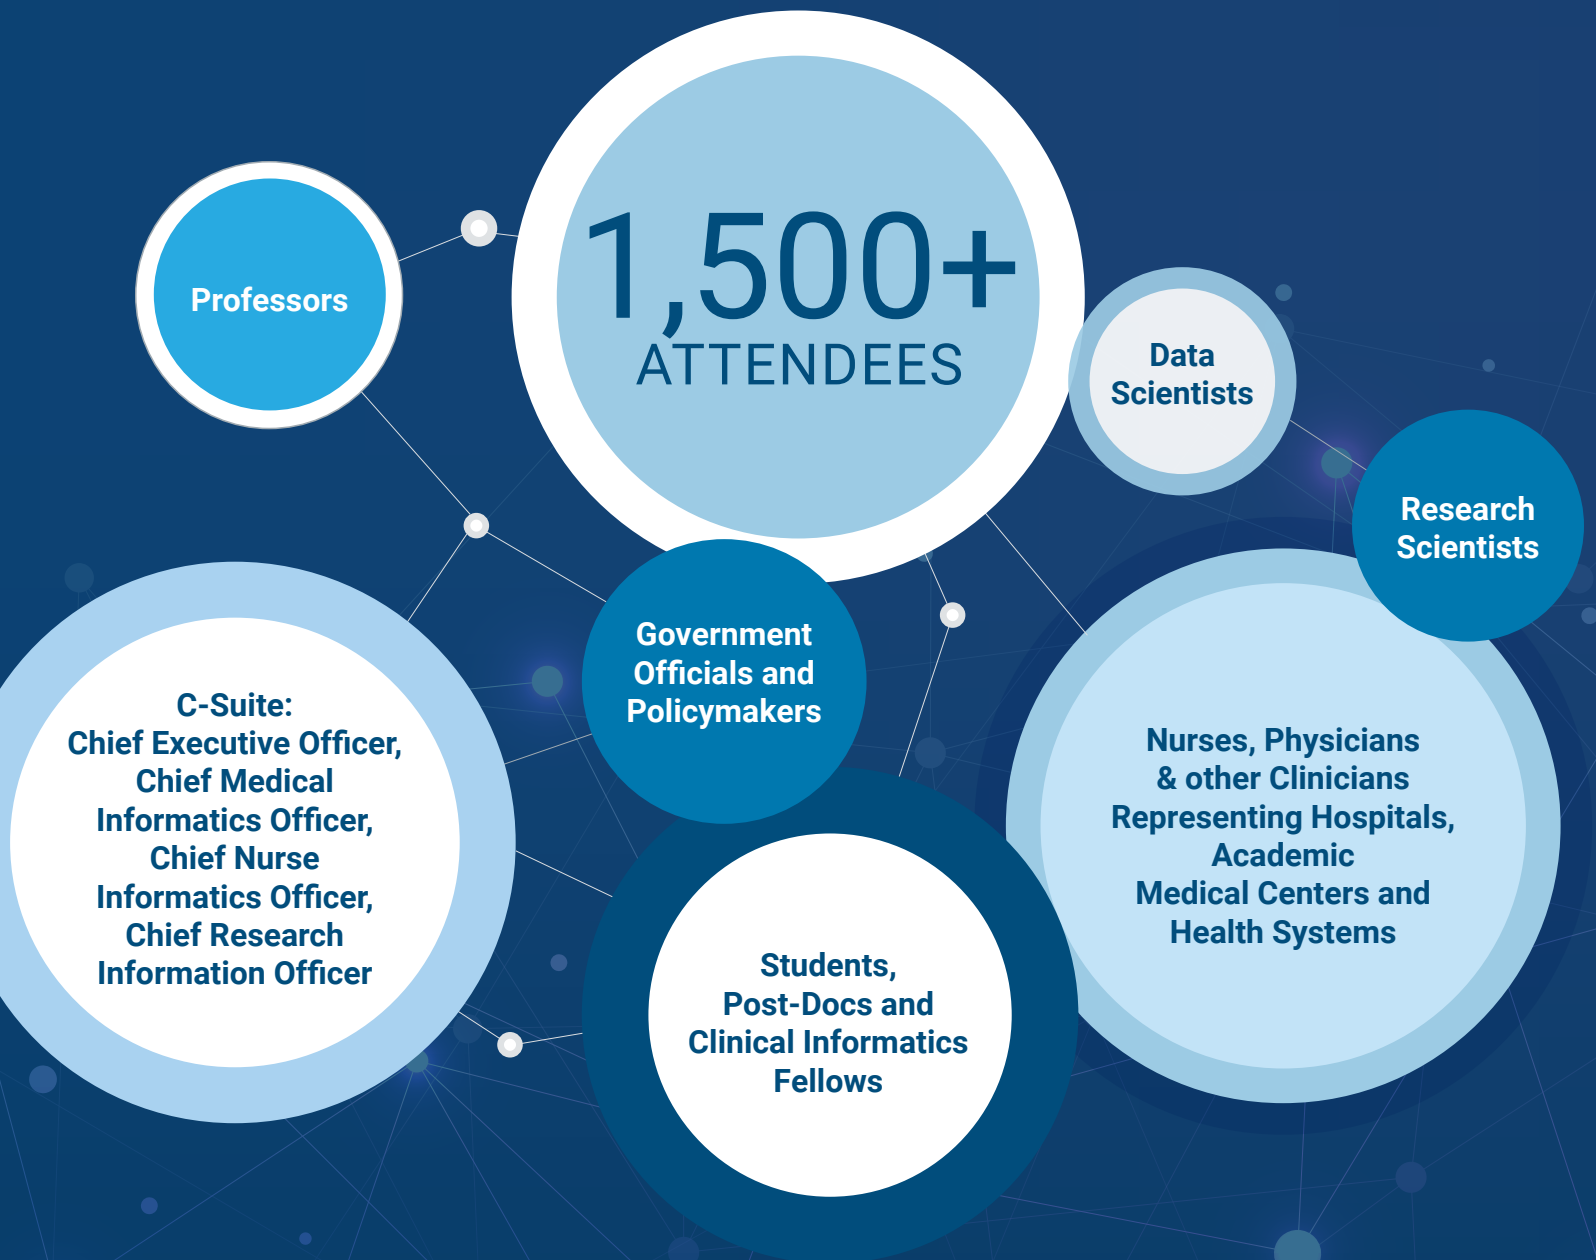 1,500+
ATTENDEES
Professors
Data
Scientists
Research
Scientists
Government
Officials and
Policymakers
C-Suite:
Chief Executive Officer,
Chief Medical
Informatics Officer,
Chief Nurse
Informatics Officer,
Chief Research
Information Officer
Nurses, Physicians
& other Clinicians
Representing Hospitals,
Academic
Medical Centers and
Health Systems
Students,
Post-Docs and
Clinical Informatics
Fellows